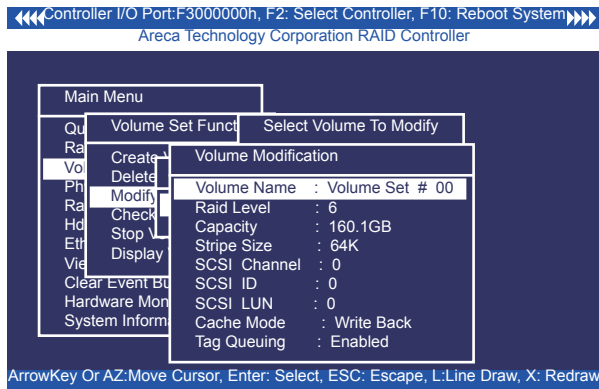 Controller I/O Port:F3000000h, F2: Select Controller, F10: Reboot System
Areca Technology Corporation RAID Controller
Main Menu
Volume Set Funct
Select Volume To Modify
Volume Modification
Create
Delete
Modify
Check
Stop
Display
Clear Event Bu
Hardware Mon
System Inform
Volume Name : Volume Set # 00
Raid Level : 6
Capacity : 160.1GB
Stripe Size : 64K
SCSI Channel : 0
SCSI ID : 0
SCSI LUN : 0
Cache Mode : Write Back
Tag Queuing : Enabled
ArrowKey Or AZ:Move Cursor, Enter: Select, ESC: Escape, L:Line Draw, X: Redraw